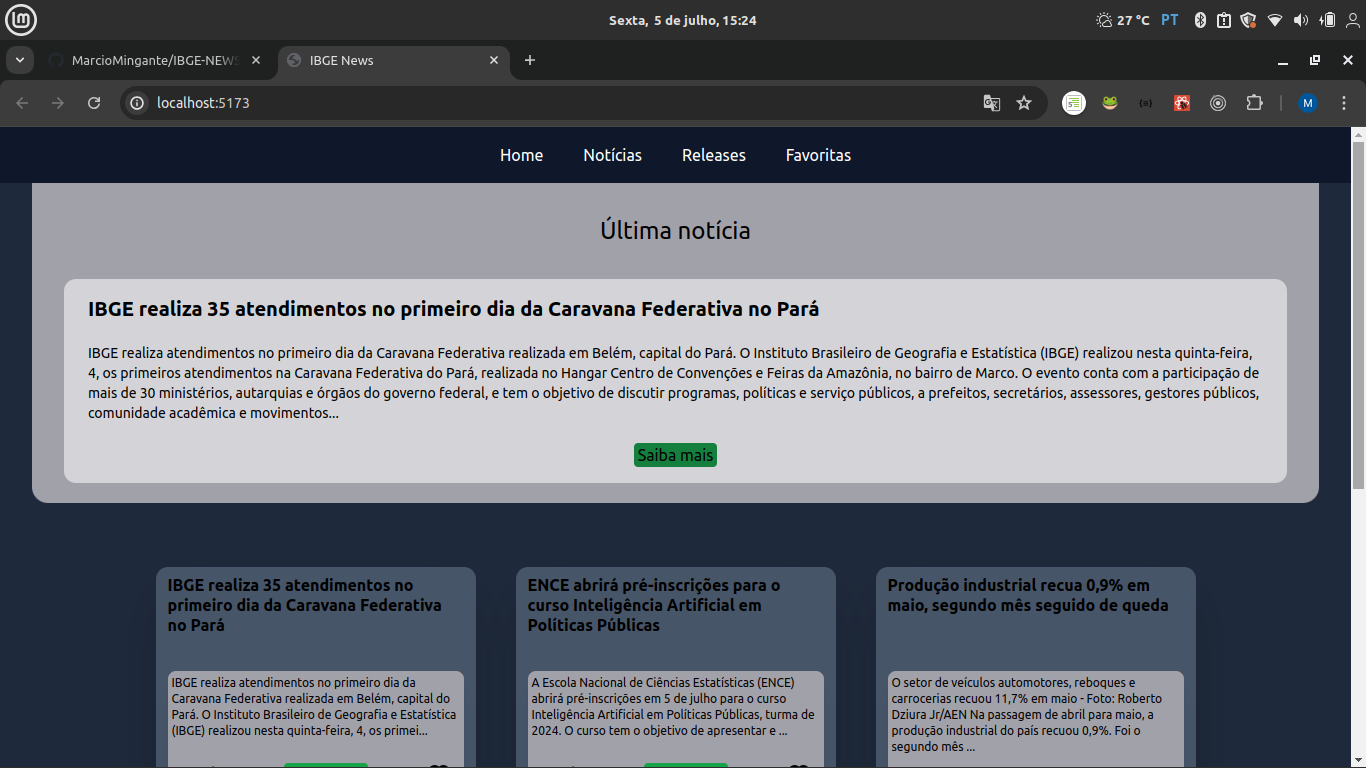 Sexta, 5 de julho, 15:24
27 °C PT
MarcioMingante/IBGE-NEWS
IBGE News
localhost:5173
M
Home Notícias Releases Favoritas
Última notícia
IBGE realiza 35 atendimentos no primeiro dia da Caravana Federativa no Pará
IBGE realiza atendimentos no primeiro dia da Caravana Federativa realizada em Belém, capital do Pará. O Instituto Brasileiro de Geografia e Estatística (IBGE) realizou nesta quinta-feira,
4, os primeiros atendimentos na Caravana Federativa do Pará, realizada no Hangar Centro de Convenções e Feiras da Amazônia, no bairro de Marco. O evento conta com a participação de
mais de 30 ministérios, autarquias e órgãos do governo federal, e tem o objetivo de discutir programas, políticas e serviço públicos, a prefeitos, secretários, assessores, gestores públicos,
comunidade acadêmica e movimentos...
Saiba mais
IBGE realiza 35 atendimentos no
primeiro dia da Caravana Federativa
no Pará
IBGE realiza atendimentos no primeiro dia da
Caravana Federativa realizada em Belém, capital do
Pará. O Instituto Brasileiro de Geografia e Estatística
(IBGE) realizou nesta quinta-feira, 4, os primei...
ENCE abrirá pré-inscrições para o
curso Inteligência Artificial em
Políticas Públicas
A Escola Nacional de Ciências Estatísticas (ENCE)
abrirá pré-inscrições em 5 de julho para o curso
Inteligência Artificial em Políticas Públicas, turma de
2024. O curso tem o objetivo de apresentar e ...
Produção industrial recua 0,9% em
maio, segundo mês seguido de queda
O setor de veículos automotores, reboques e
carrocerias recuou 11,7% em maio - Foto: Roberto
Dziura Jr/AEN Na passagem de abril para maio, a
produção industrial do país recuou 0,9%. Foi o
segundo mês ...